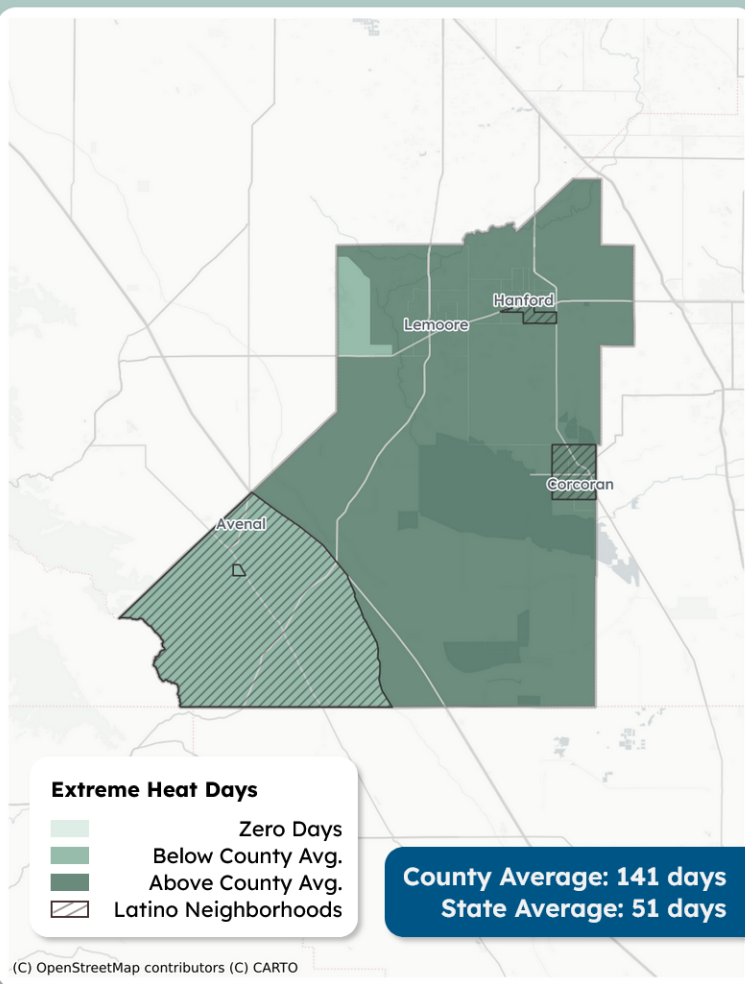 Hanford
Lemoore
Corcoran
Avenal
Extreme Heat Days
Zero Days
Below County Avg.
Above County Avg.
Latino Neighborhoods
County Average: 141 days
State Average: 51 days
(C) OpenStreetMap contributors (C) CARTO